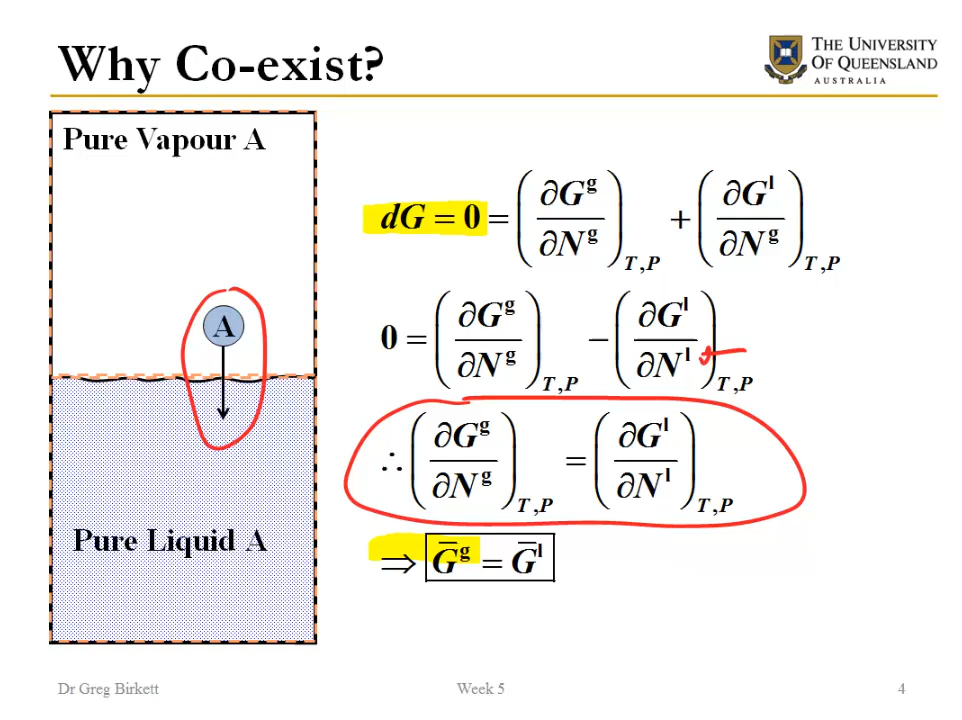 Why Co-exist?
THE UNIVERSITY
OF QUEENSLAND
AUSTRALIA
Pure Vapour A
A
Pure Liquid A
dG = 0 = (∂G^g/∂N^g)_T,P + (∂G^l/∂N^g)_T,P
0 = (∂G^g/∂N^g)_T,P − (∂G^l/∂N^l)_T,P
∴ (∂G^g/∂N^g)_T,P = (∂G^l/∂N^l)_T,P
⇒ G̅^g = G̅^l
Dr Greg Birkett
Week 5
4